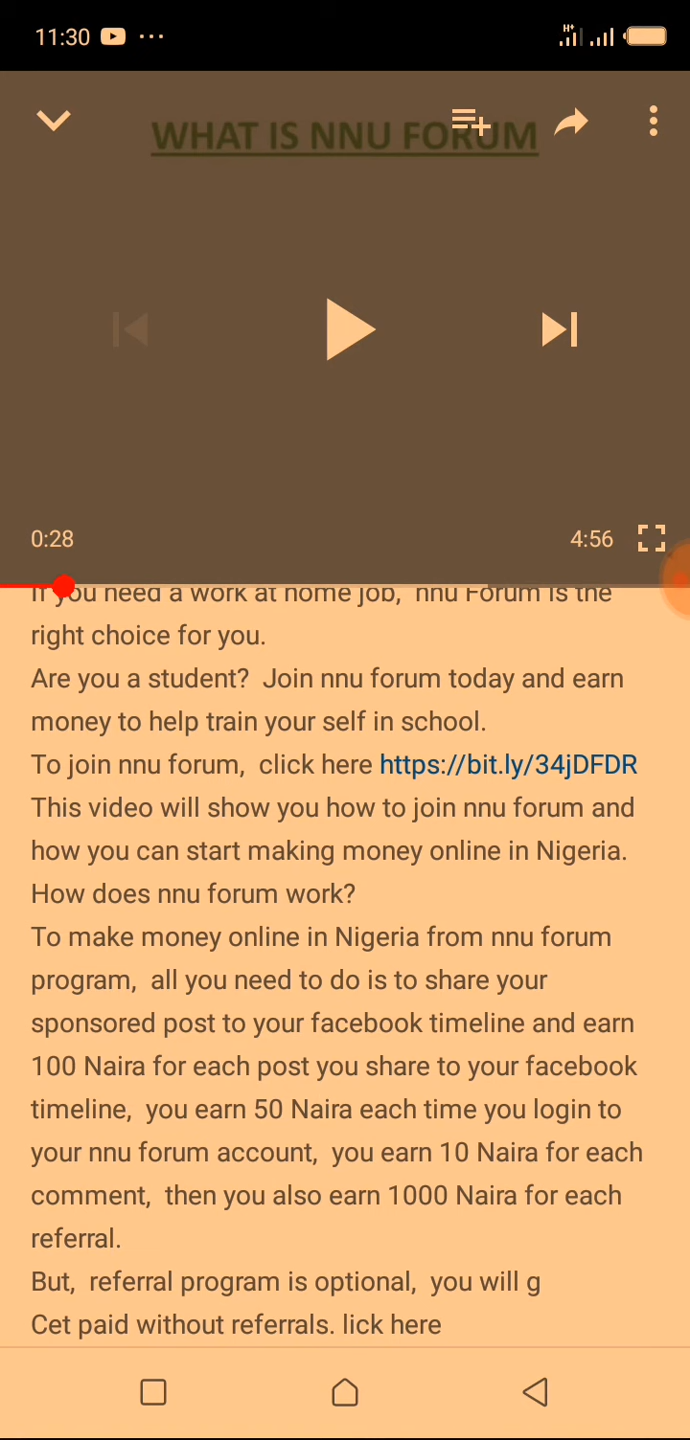 11:30
WHAT IS NNU FORUM
0:28
4:56
If you need a work at home job, nnu Forum is the
right choice for you.
Are you a student? Join nnu forum today and earn
money to help train your self in school.
To join nnu forum, click here https://bit.ly/34jDFDR
This video will show you how to join nnu forum and
how you can start making money online in Nigeria.
How does nnu forum work?
To make money online in Nigeria from nnu forum
program, all you need to do is to share your
sponsored post to your facebook timeline and earn
100 Naira for each post you share to your facebook
timeline, you earn 50 Naira each time you login to
your nnu forum account, you earn 10 Naira for each
comment, then you also earn 1000 Naira for each
referral.
But, referral program is optional, you will g
Cet paid without referrals. lick here